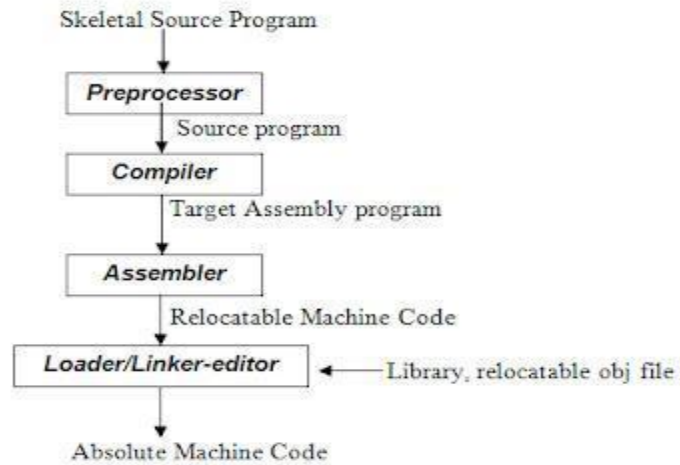 Skeletal Source Program
Preprocessor
Source program
Compiler
Target Assembly program
Assembler
Relocatable Machine Code
Loader/Linker-editor
Library, relocatable obj file
Absolute Machine Code